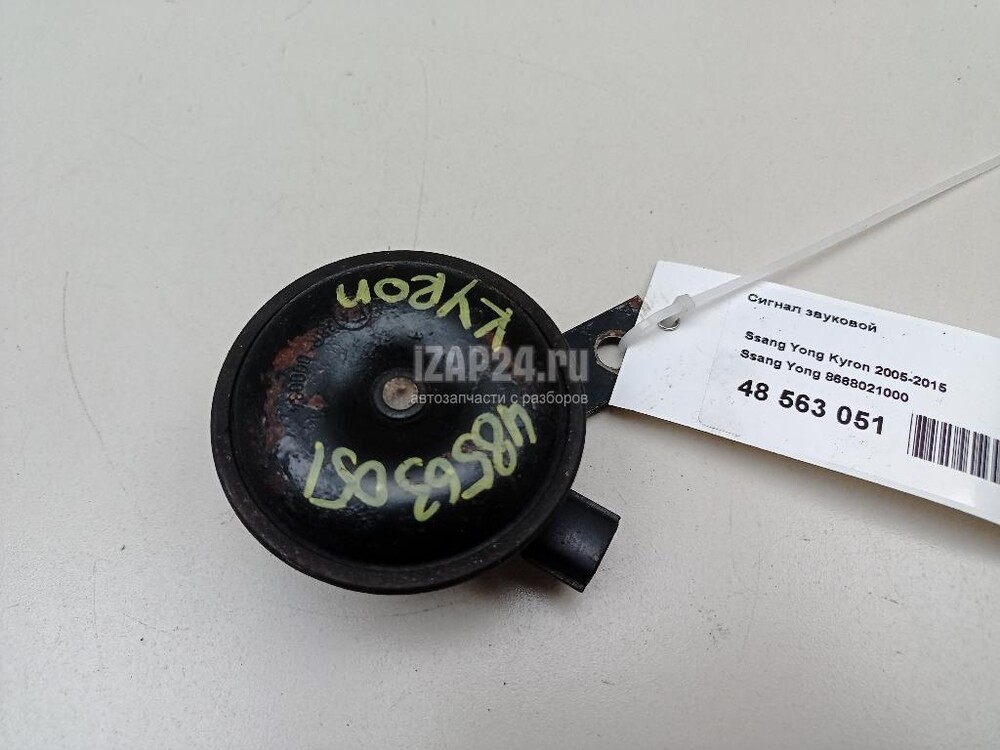 KYRON
48563051
IZAP24.ru
автозапчасти с разборов
Сигнал звуковой
Ssang Yong Kyron 2005-2015
Ssang Yong 8668021000
48 563 051